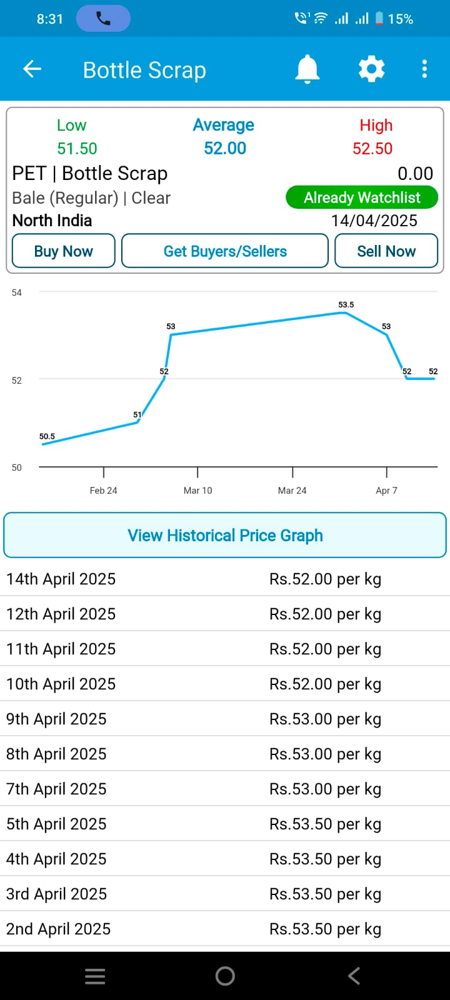 8:31 15%
Bottle Scrap
Low Average High
51.50 52.00 52.50
PET | Bottle Scrap 0.00
Bale (Regular) | Clear Already Watchlist
North India 14/04/2025
Buy Now Get Buyers/Sellers Sell Now
54
53.5
53 53
52 52 52
52
51
50.5
50
Feb 24 Mar 10 Mar 24 Apr 7
View Historical Price Graph
14th April 2025 Rs.52.00 per kg
12th April 2025 Rs.52.00 per kg
11th April 2025 Rs.52.00 per kg
10th April 2025 Rs.52.00 per kg
9th April 2025 Rs.53.00 per kg
8th April 2025 Rs.53.00 per kg
7th April 2025 Rs.53.00 per kg
5th April 2025 Rs.53.50 per kg
4th April 2025 Rs.53.50 per kg
3rd April 2025 Rs.53.50 per kg
2nd April 2025 Rs.53.50 per kg